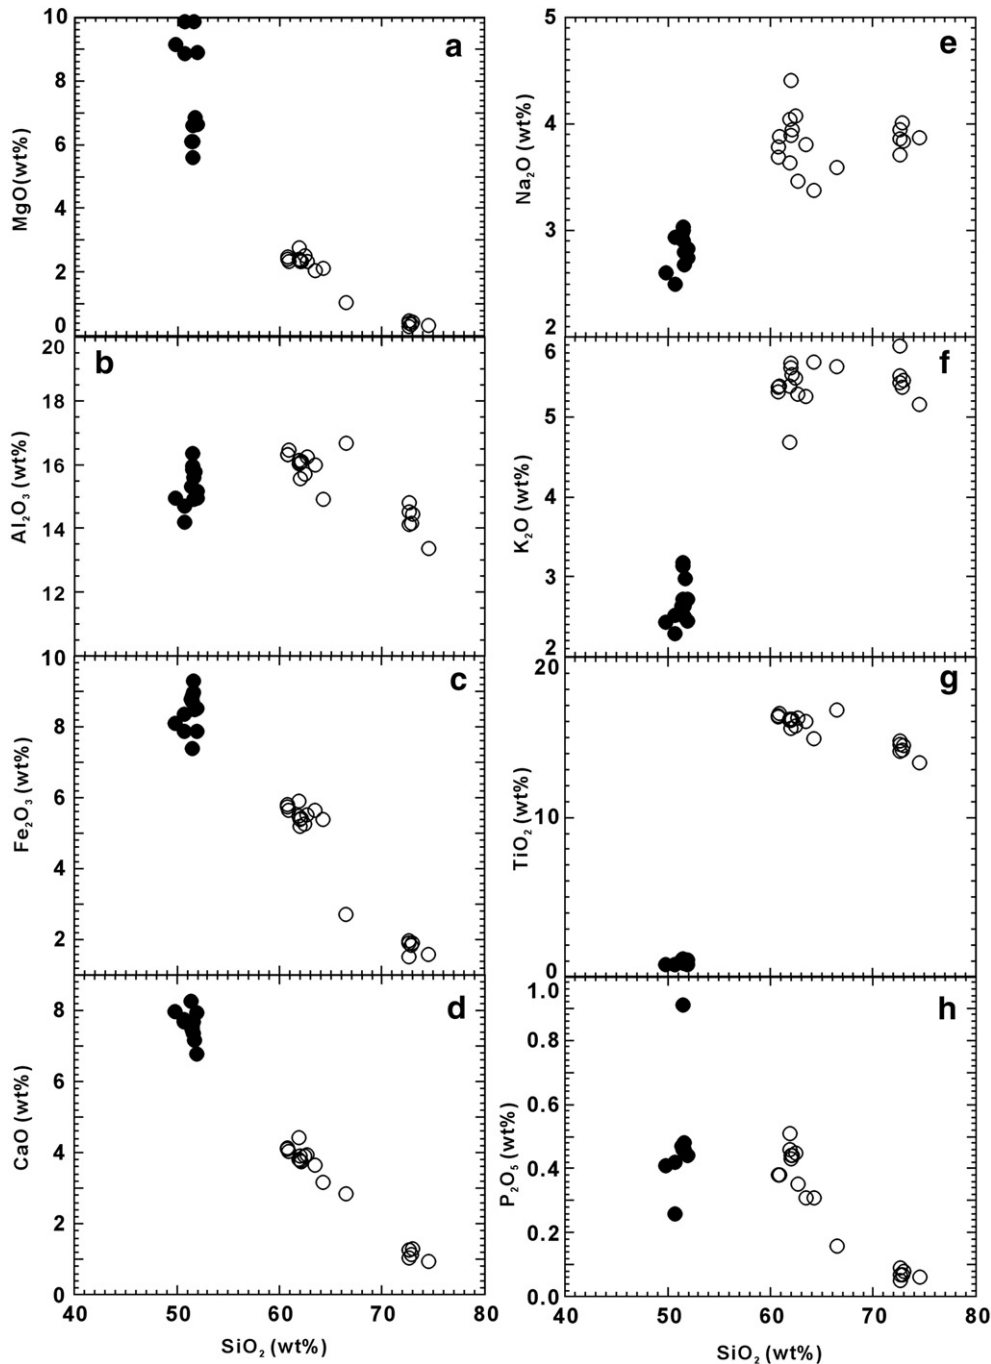 10
8
6
4
2
0
MgO (wt%)
a
20
18
16
14
12
10
Al2O3 (wt%)
b
10
8
6
4
2
Fe2O3 (wt%)
c
8
6
4
2
0
CaO (wt%)
d
40 50 60 70 80
SiO2 (wt%)
5
4
3
2
Na2O (wt%)
e
6
5
4
3
2
K2O (wt%)
f
20
10
0
TiO2 (wt%)
g
1.0
0.8
0.6
0.4
0.2
0.0
P2O5 (wt%)
h
40 50 60 70 80
SiO2 (wt%)